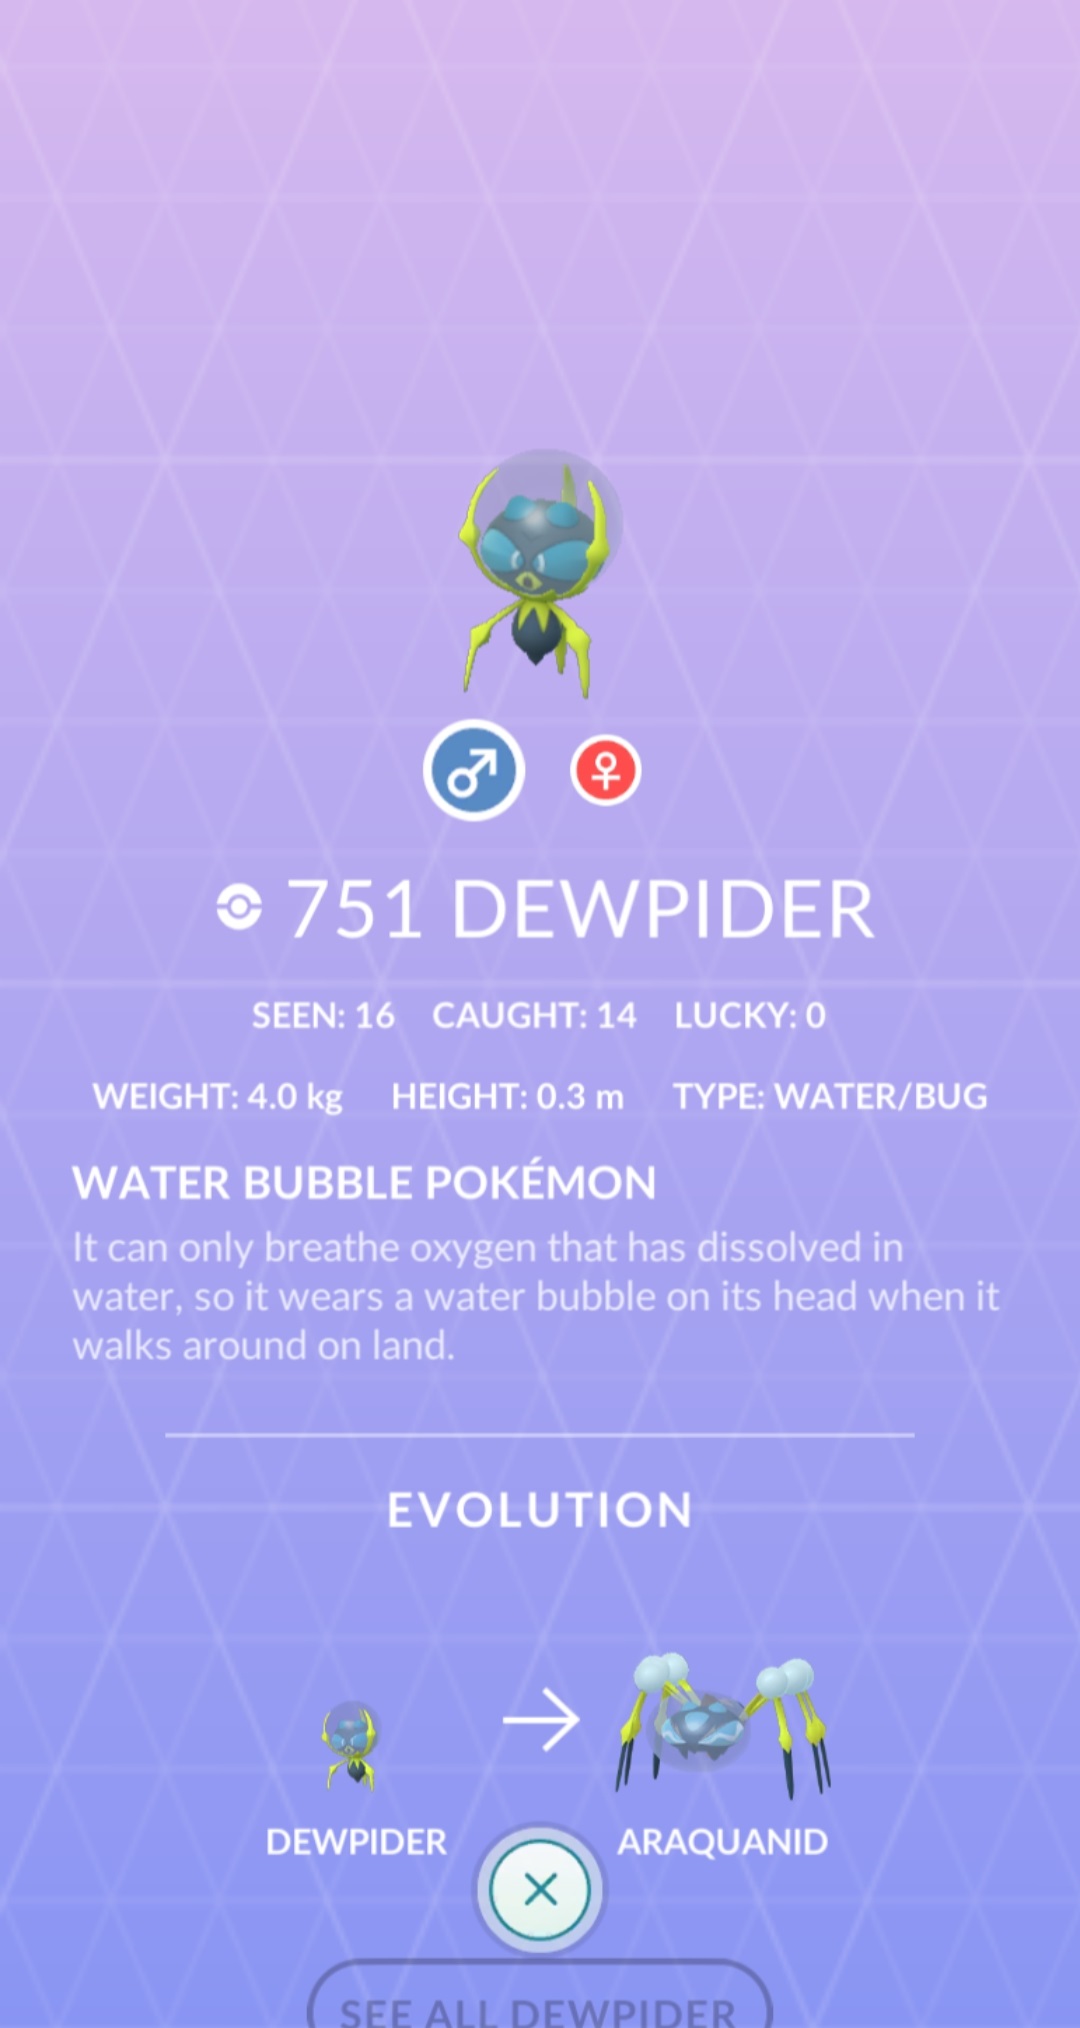 751 DEWPIDER
SEEN: 16 CAUGHT: 14 LUCKY: 0
WEIGHT: 4.0 kg HEIGHT: 0.3 m TYPE: WATER/BUG
WATER BUBBLE POKÉMON
It can only breathe oxygen that has dissolved in
water, so it wears a water bubble on its head when it
walks around on land.
EVOLUTION
DEWPIDER ARAQUANID
SEE ALL DEWPIDER